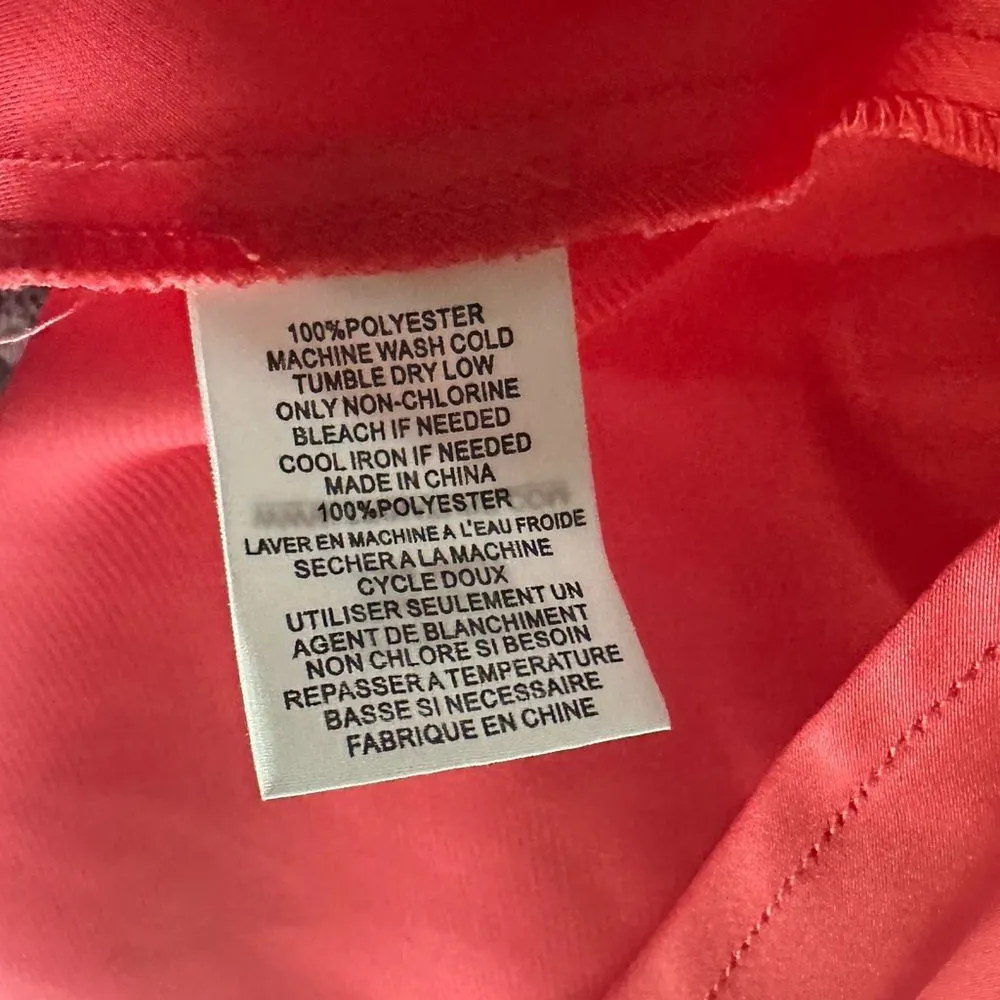 100%POLYESTER
MACHINE WASH COLD
TUMBLE DRY LOW
ONLY NON-CHLORINE
BLEACH IF NEEDED
COOL IRON IF NEEDED
MADE IN CHINA
100%POLYESTER
LAVER EN MACHINE A L'EAU FROIDE
SECHER A LA MACHINE
CYCLE DOUX
UTILISER SEULEMENT UN
AGENT DE BLANCHIMENT
NON CHLORE SI BESOIN
REPASSER A TEMPERATURE
BASSE SI NECESSAIRE
FABRIQUE EN CHINE